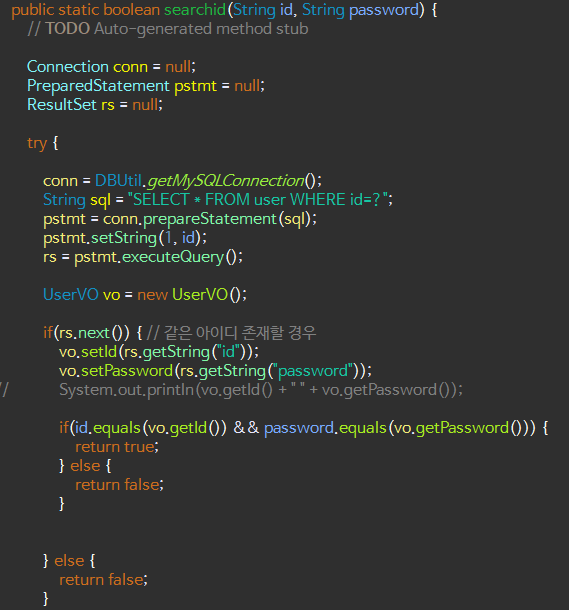 public static boolean searchid(String id, String password) {
// TODO Auto-generated method stub
Connection conn = null;
PreparedStatement pstmt = null;
ResultSet rs = null;
try {
conn = DBUtil.getMySQLConnection();
String sql = "SELECT * FROM user WHERE id=? ";
pstmt = conn.prepareStatement(sql);
pstmt.setString(1, id);
rs = pstmt.executeQuery();
UserVO vo = new UserVO();
if(rs.next()) { // 같은 아이디 존재할 경우
vo.setId(rs.getString("id"));
vo.setPassword(rs.getString("password"));
// System.out.println(vo.getId() + " " + vo.getPassword());
if(id.equals(vo.getId()) && password.equals(vo.getPassword())) {
return true;
} else {
return false;
}
} else {
return false;
}